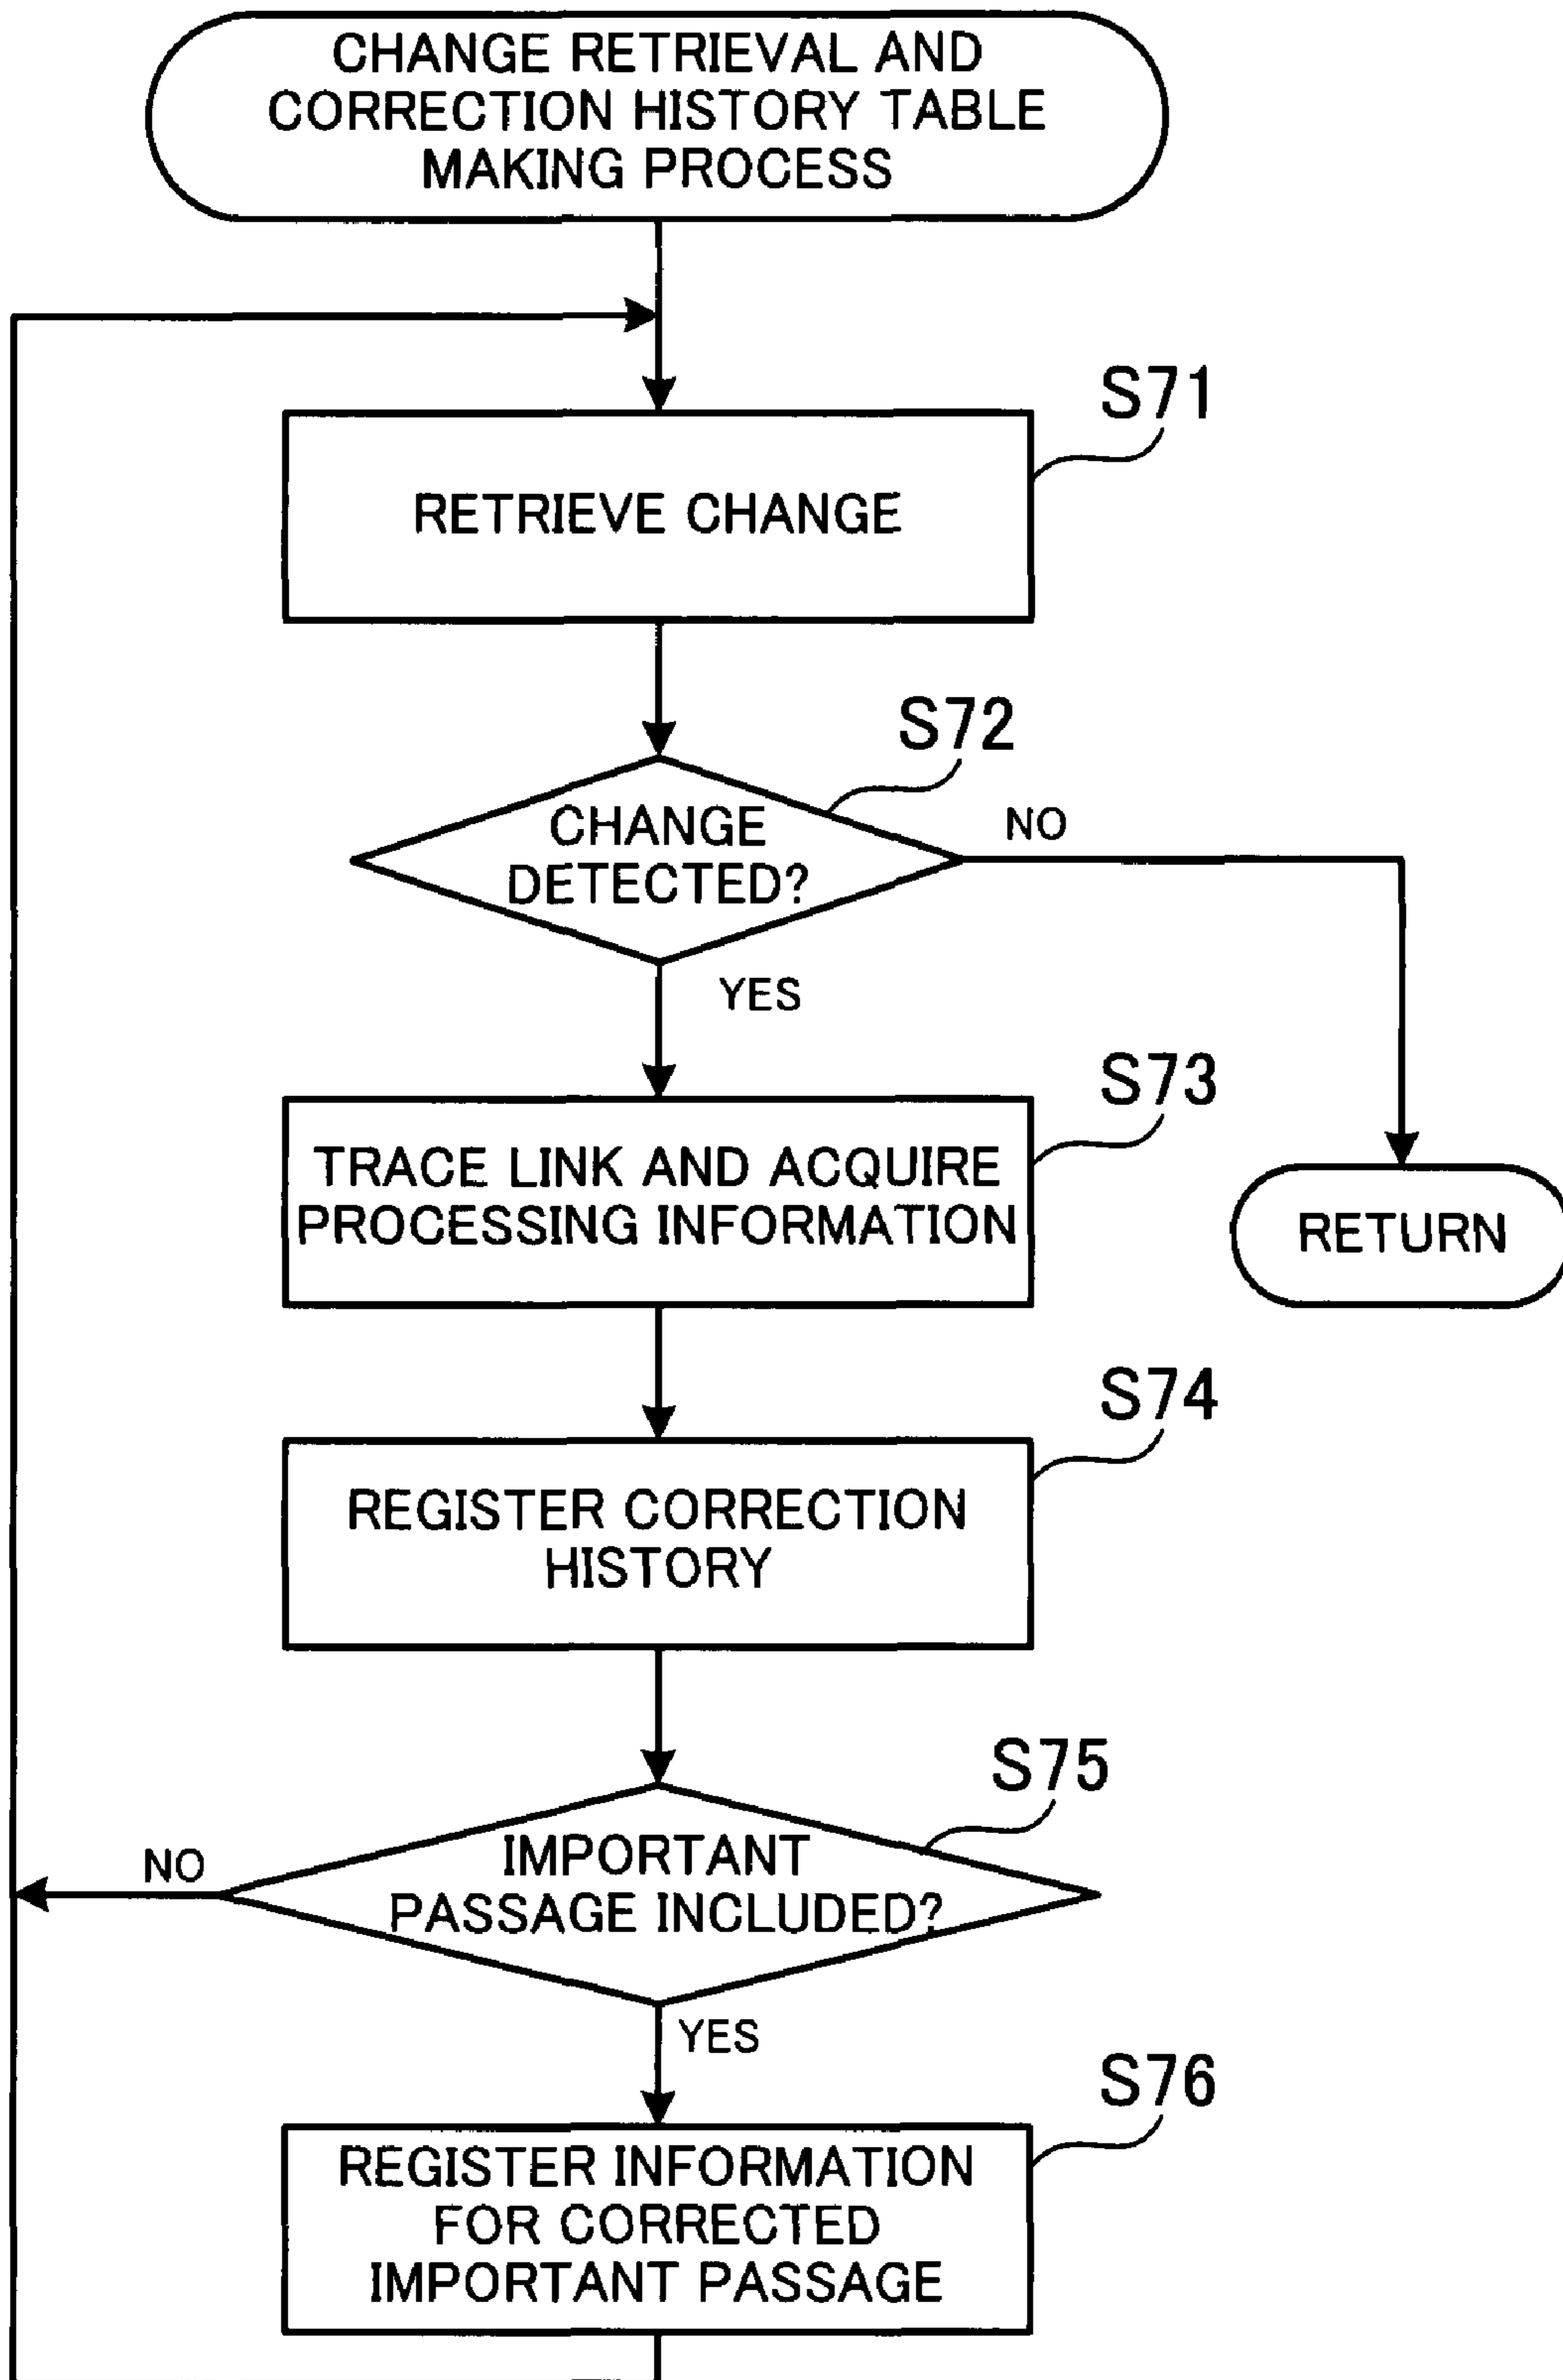 CHANGE RETRIEVAL AND
CORRECTION HISTORY TABLE
MAKING PROCESS
S71
RETRIEVE CHANGE
S72
CHANGE
DETECTED?
NO
YES
S73
TRACE LINK AND ACQUIRE
PROCESSING INFORMATION
RETURN
S74
REGISTER CORRECTION
HISTORY
S75
IMPORTANT
PASSAGE INCLUDED?
NO
YES
S76
REGISTER INFORMATION
FOR CORRECTED
IMPORTANT PASSAGE